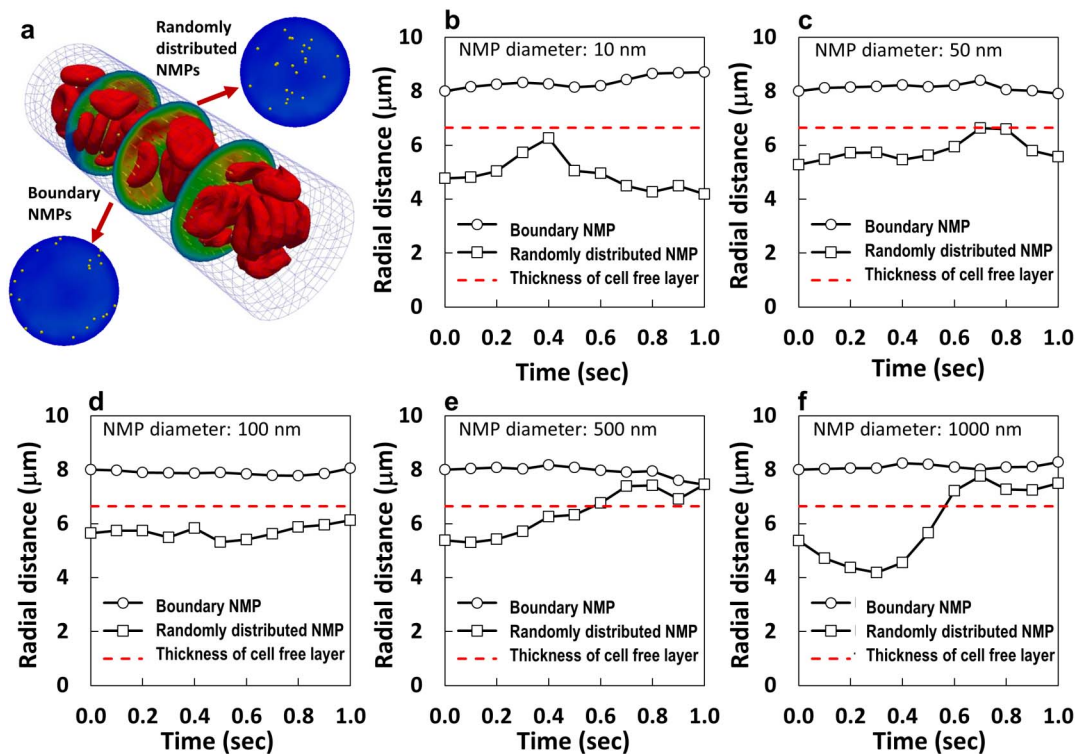 a
Randomly
distributed
NMPs
Boundary
NMPs
b
NMP diameter: 10 nm
Radial distance (μm)
10
8
6
4
2
0
Boundary NMP
Randomly distributed NMP
Thickness of cell free layer
0.0 0.2 0.4 0.6 0.8 1.0
Time (sec)
c
NMP diameter: 50 nm
Radial distance (μm)
10
8
6
4
2
0
Boundary NMP
Randomly distributed NMP
Thickness of cell free layer
0.0 0.2 0.4 0.6 0.8 1.0
Time (sec)
d
NMP diameter: 100 nm
Radial distance (μm)
10
8
6
4
2
0
Boundary NMP
Randomly distributed NMP
Thickness of cell free layer
0.0 0.2 0.4 0.6 0.8 1.0
Time (sec)
e
NMP diameter: 500 nm
Radial distance (μm)
10
8
6
4
2
0
Boundary NMP
Randomly distributed NMP
Thickness of cell free layer
0.0 0.2 0.4 0.6 0.8 1.0
Time (sec)
f
NMP diameter: 1000 nm
Radial distance (μm)
10
8
6
4
2
0
Boundary NMP
Randomly distributed NMP
Thickness of cell free layer
0.0 0.2 0.4 0.6 0.8 1.0
Time (sec)